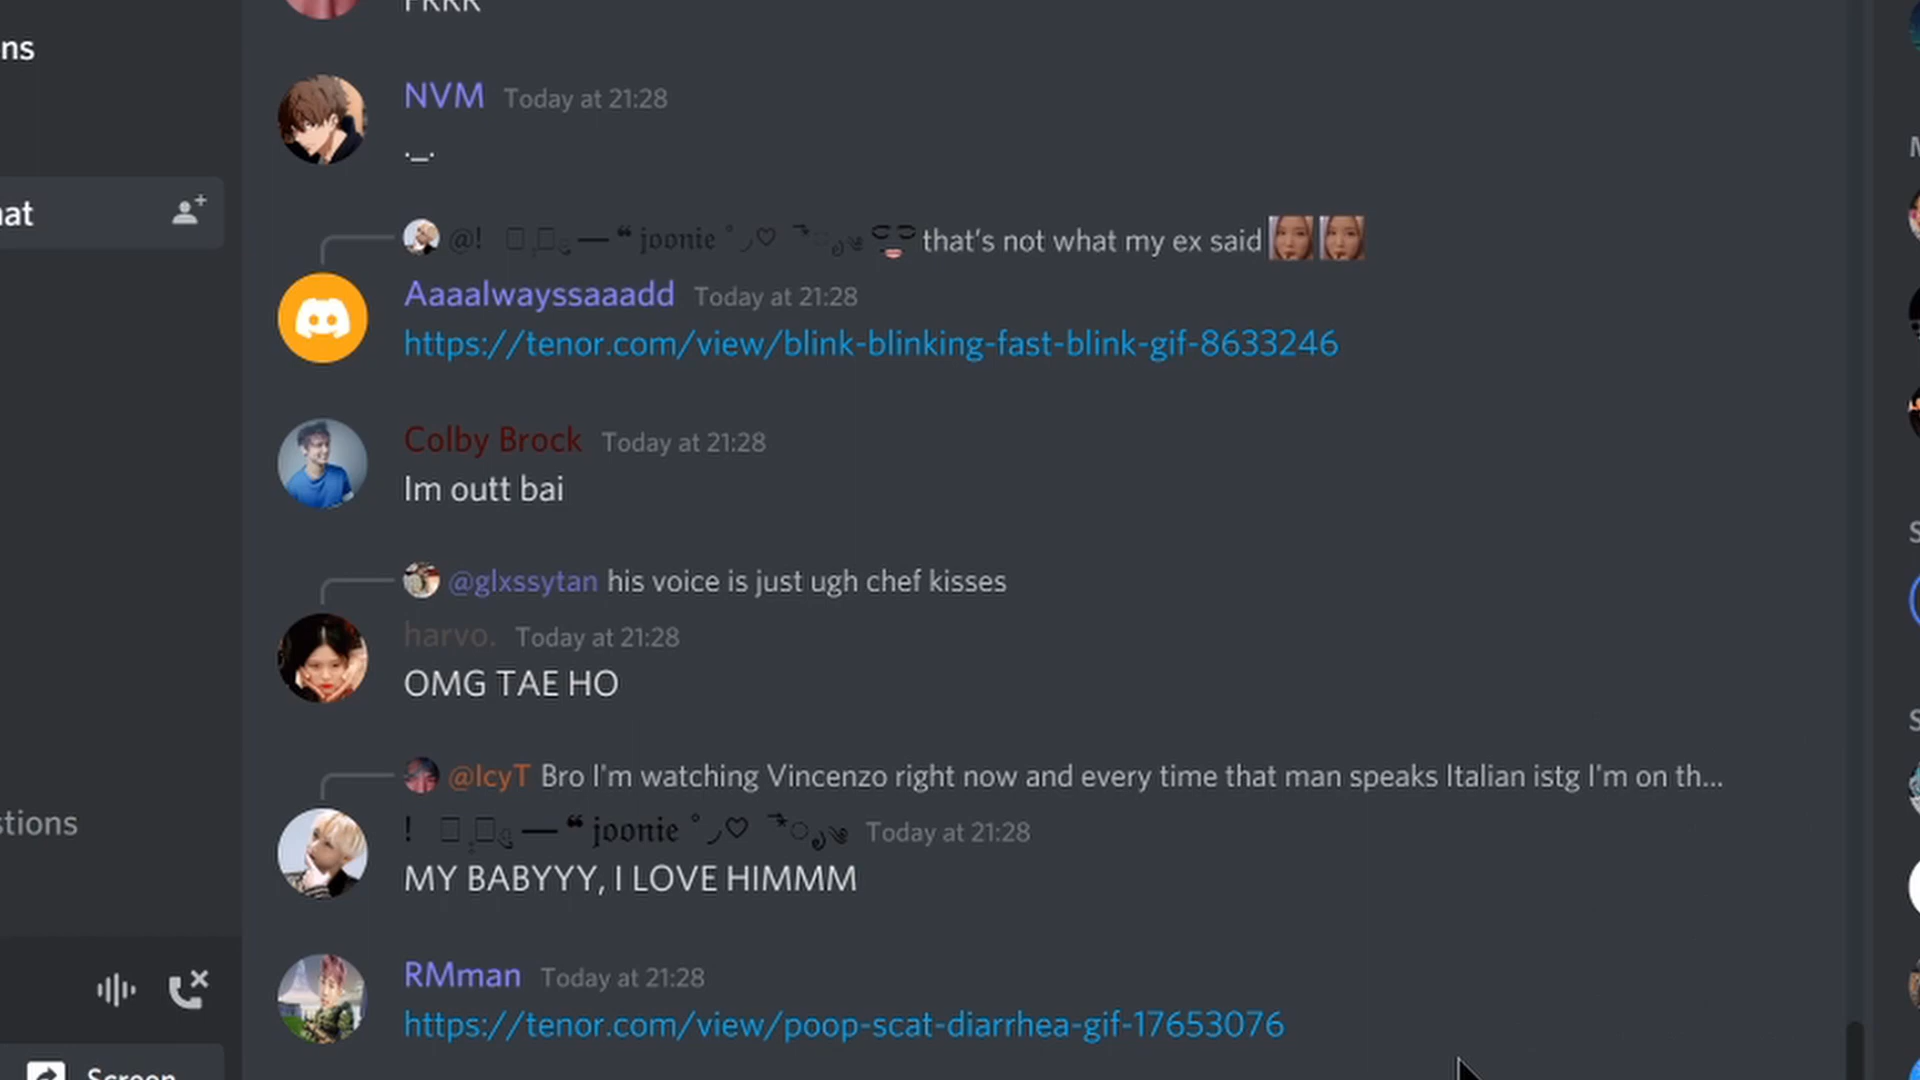 FRRR
ns
NVM Today at 21:28
._.
hat
@! joonie that's not what my ex said
Aaaalwayssaaadd Today at 21:28
https://tenor.com/view/blink-blinking-fast-blink-gif-8633246
Colby Brock Today at 21:28
Im outt bai
@glxssytan his voice is just ugh chef kisses
harvo. Today at 21:28
OMG TAE HO
@IcyT Bro I'm watching Vincenzo right now and every time that man speaks Italian istg I'm on th...
! — ❝ joonie ˚ ♡ Today at 21:28
stions
MY BABYYY, I LOVE HIMMM
RMman Today at 21:28
https://tenor.com/view/poop-scat-diarrhea-gif-17653076
Screen